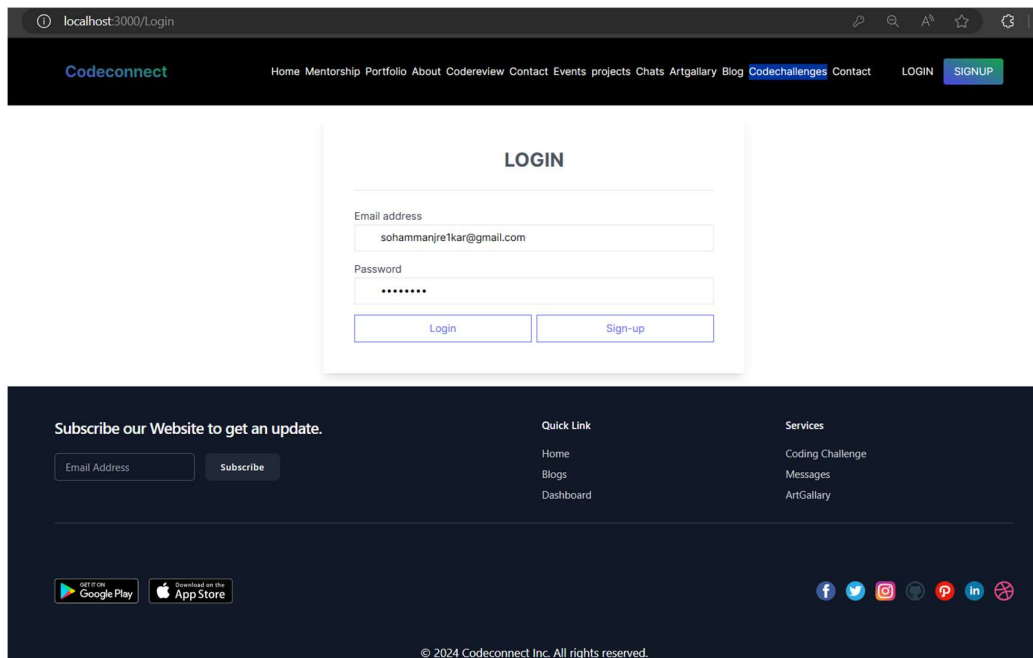 localhost:3000/Login
Codeconnect Home Mentorship Portfolio About Codereview Contact Events projects Chats Artgallary Blog Codechallenges Contact LOGIN SIGNUP
LOGIN
Email address
sohammanjre1kar@gmail.com
Password
••••••••
Login Sign-up
Subscribe our Website to get an update.
Email Address Subscribe
Quick Link
Home
Blogs
Dashboard
Services
Coding Challenge
Messages
ArtGallary
GET IT ON
Google Play
Download on the
App Store
© 2024 Codeconnect Inc. All rights reserved.